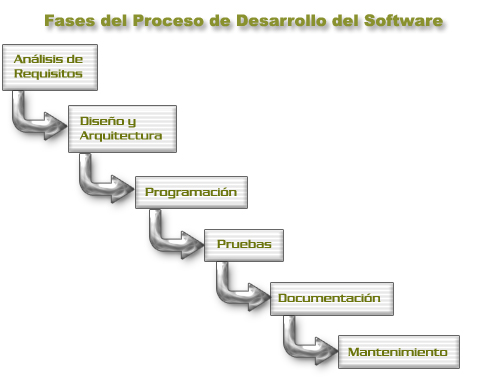 Fases del Proceso de Desarrollo del Software
Análisis de
Requisitos
Diseño y
Arquitectura
Programación
Pruebas
Documentación
Mantenimiento